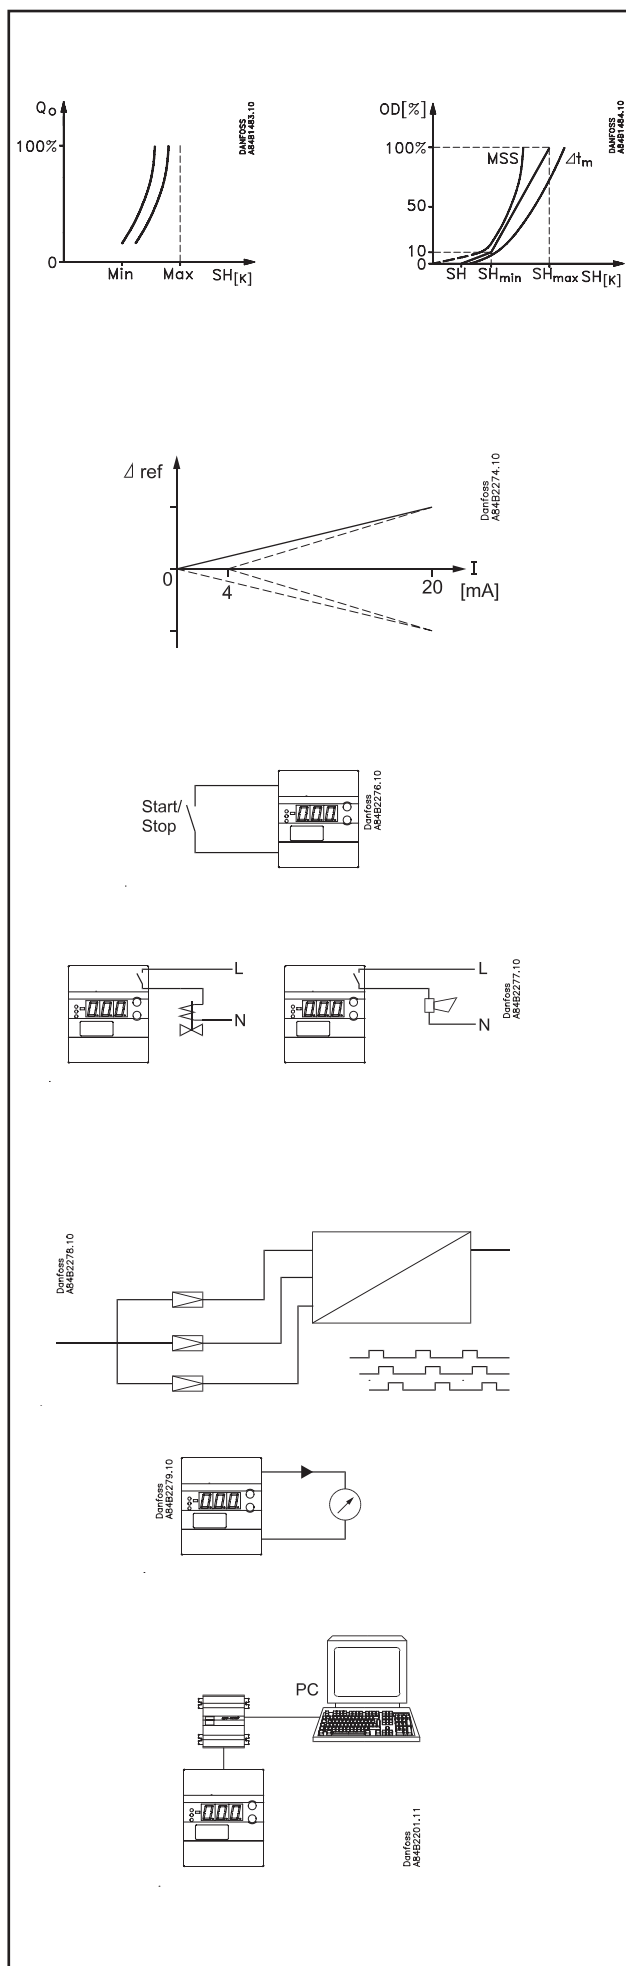 Qo
DANFOSS
A84B1483.10
100%
0
Min Max SH[K]
OD[%]
DANFOSS
A84B1484.10
100%
MSS Δtm
50
10
0
SH SHmin SHmax SH[K]
Δ ref
Danfoss
A84B2274.10
0
4
20
I
[mA]
Start/
Stop
Danfoss
A84B2276.10
L
N
L
N
Danfoss
A84B2277.10
Danfoss
A84B2278.10
Danfoss
A84B2279.10
PC
Danfoss
A84B2201.11